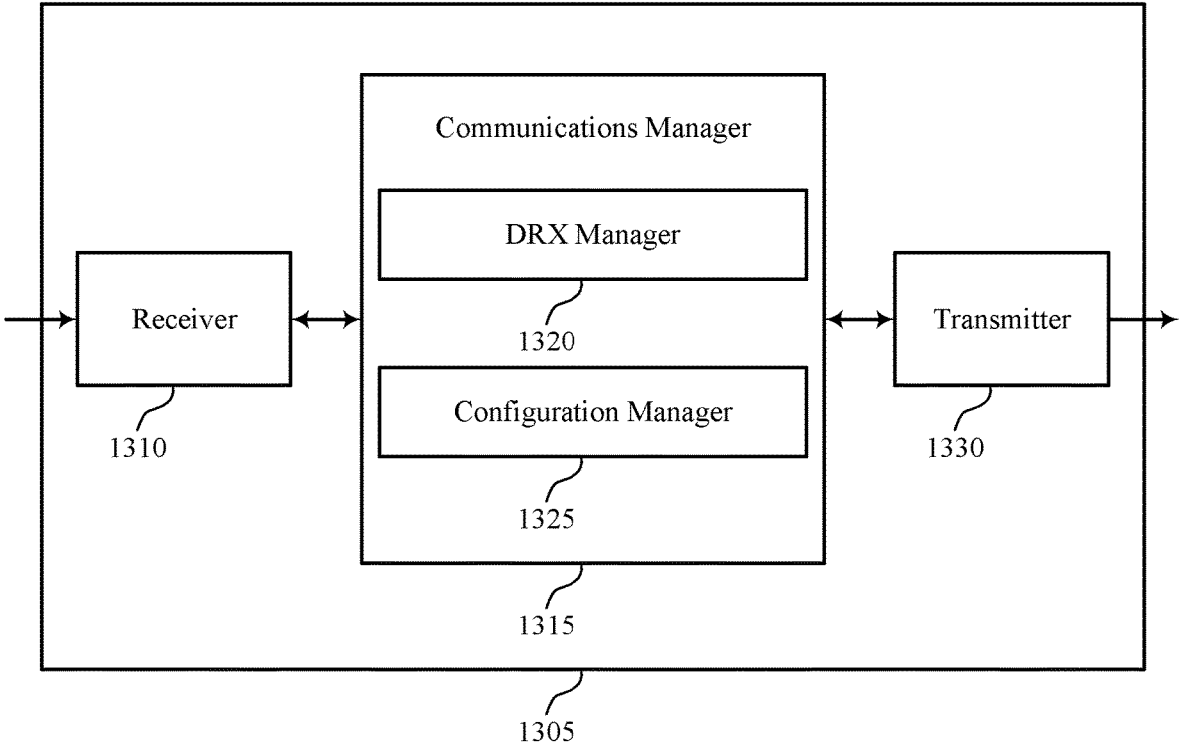 Communications Manager
DRX Manager
1320
Receiver
1310
Transmitter
1330
Configuration Manager
1325
1315
1305